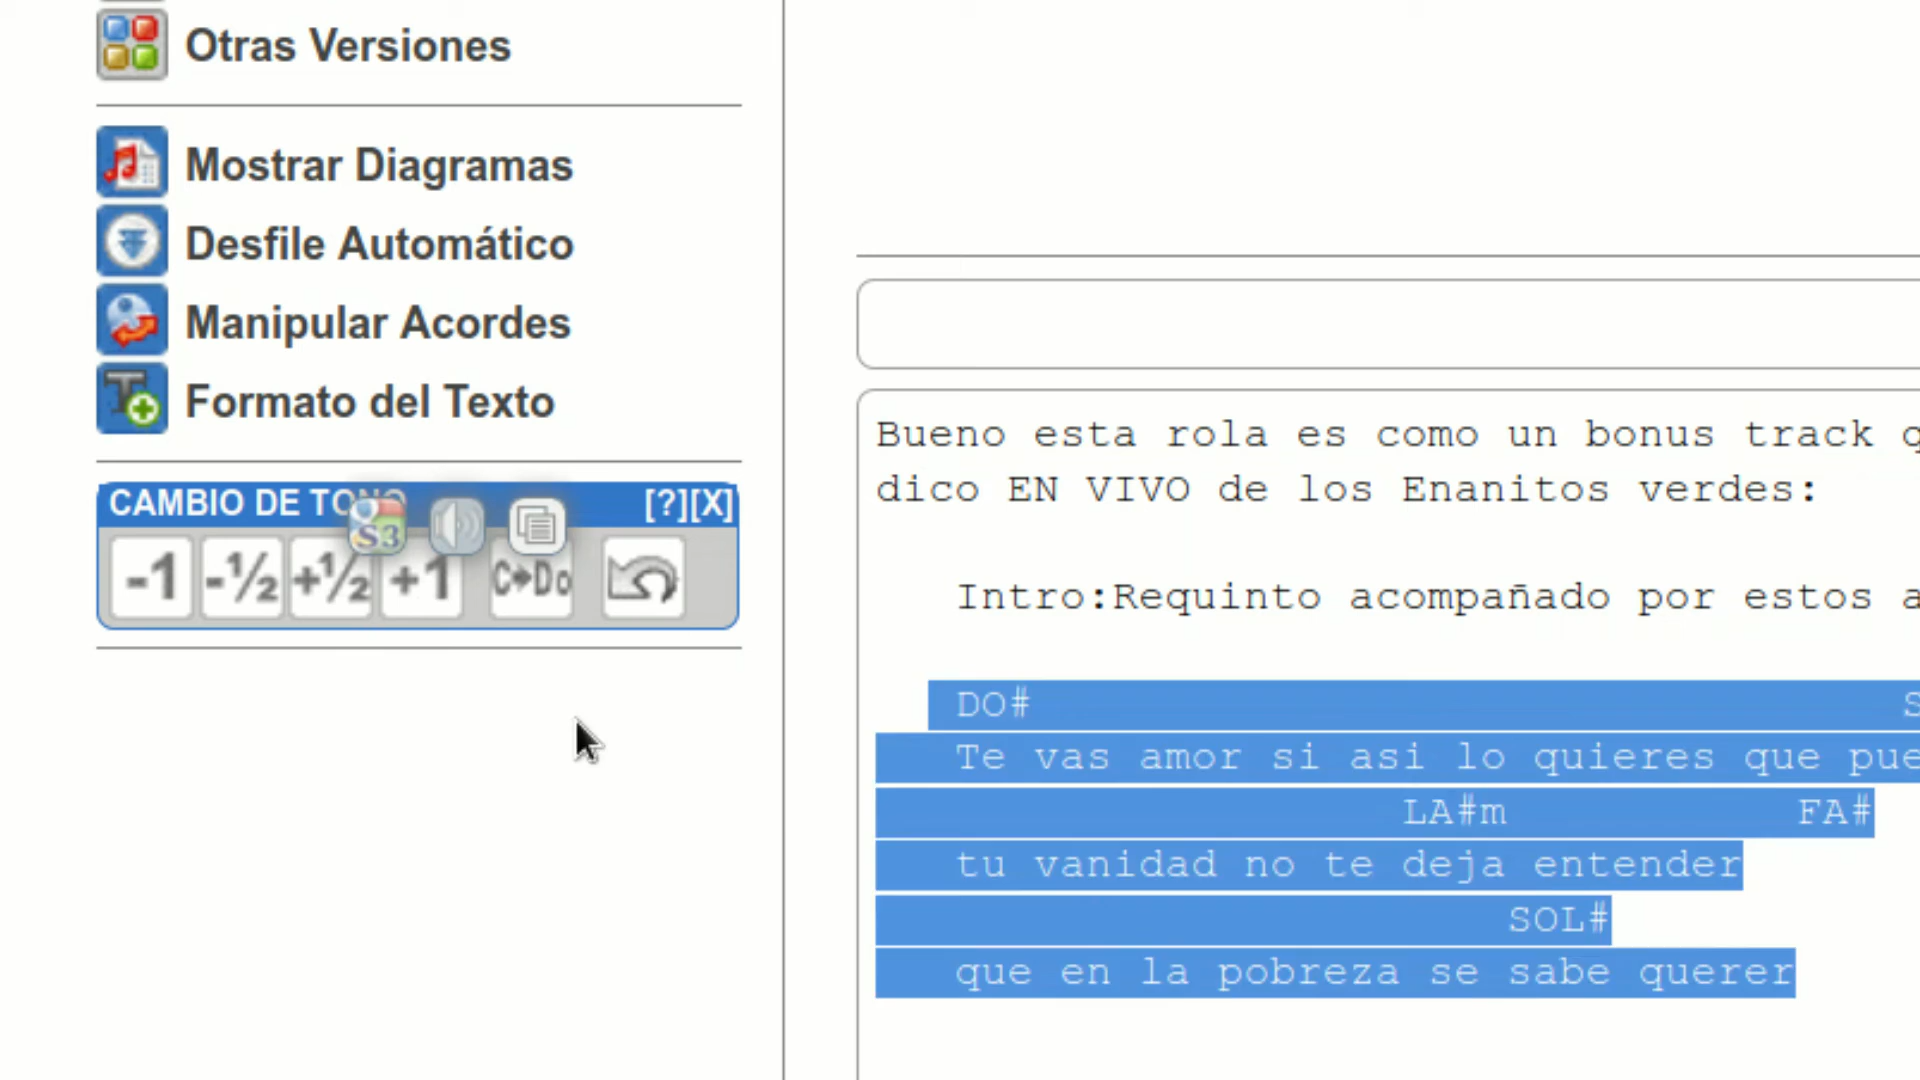 Otras Versiones
Mostrar Diagramas
Desfile Automático
Manipular Acordes
Formato del Texto
CAMBIO DE TONO [?][X]
-1 -½ +½ +1 C➔Do
S3
Bueno esta rola es como un bonus track
dico EN VIVO de los Enanitos verdes:
Intro:Requinto acompañado por estos
DO#
Te vas amor si asi lo quieres que
LA#m FA#
tu vanidad no te deja entender
SOL#
que en la pobreza se sabe querer